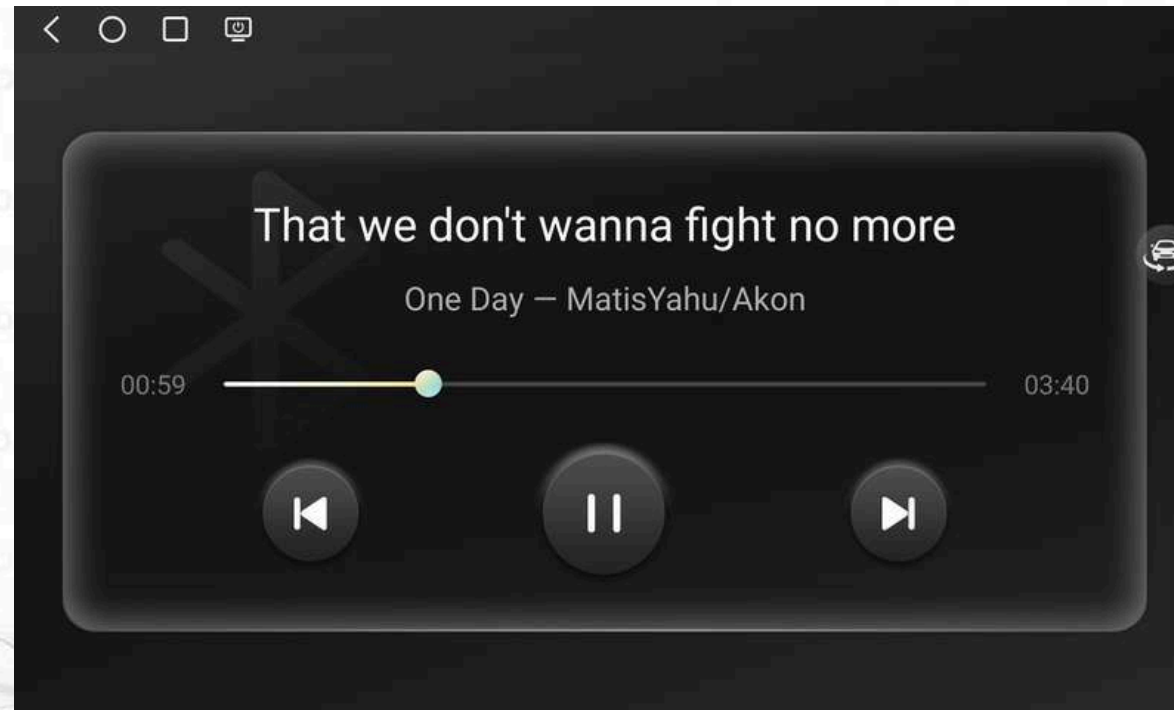 That we don't wanna fight no more
One Day — MatisYahu/Akon
00:59
03:40